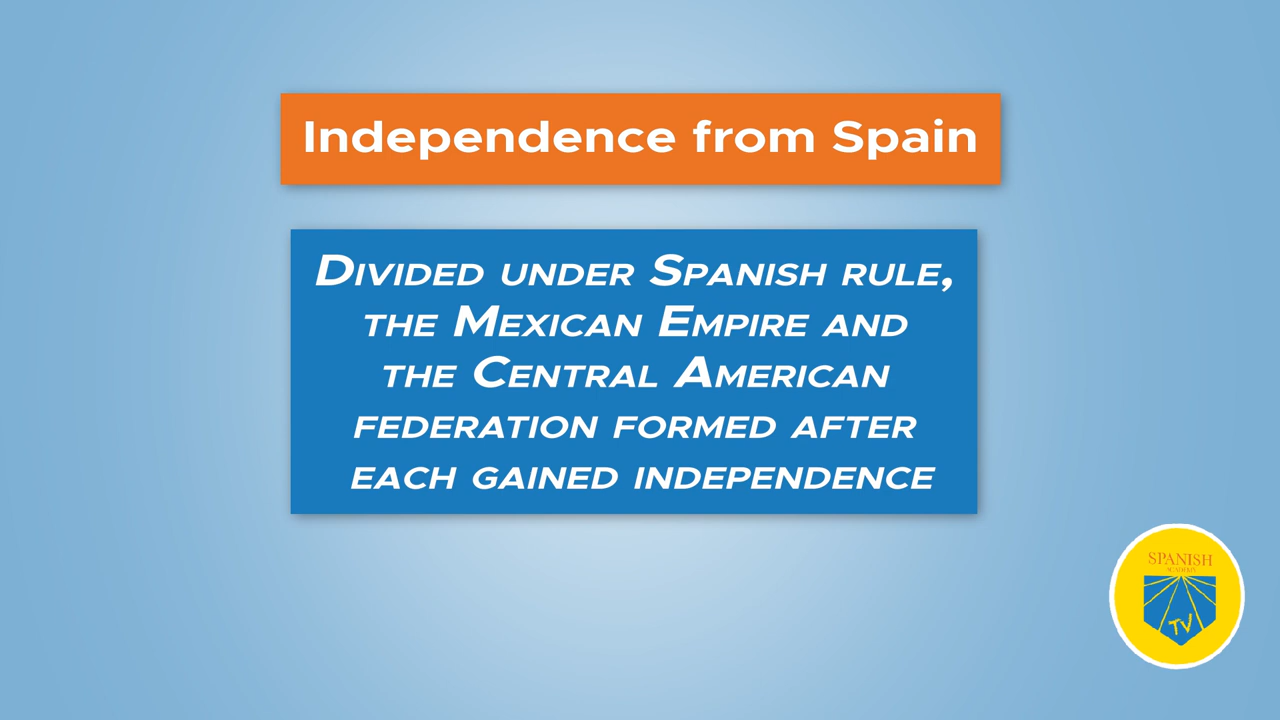 Independence from Spain
Divided under Spanish rule,
the Mexican Empire and
the Central American
federation formed after
each gained independence
SPANISH
ACADEMY
TV